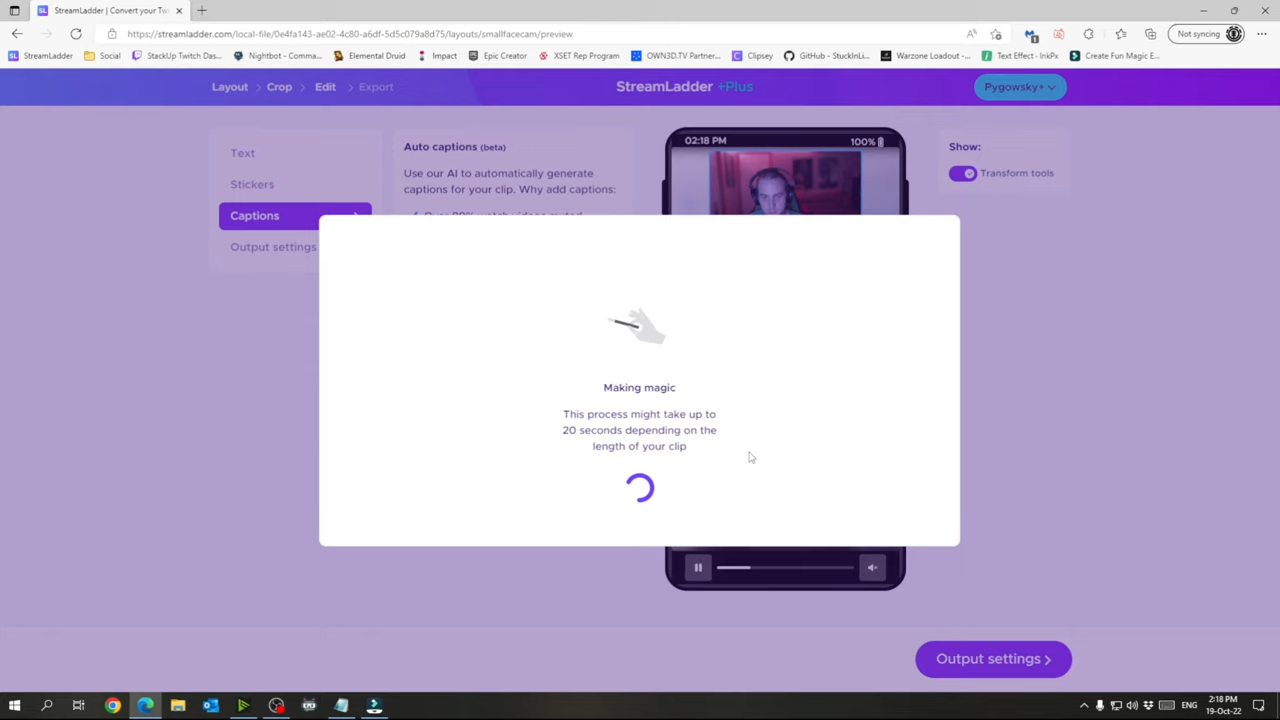 StreamLadder | Convert your Tw
https://streamladder.com/local-file/0e4fa143-ae02-4c80-a6df-5d5c079a8d75/layouts/smallfacecam/preview
Not syncing
StreamLadder
Social
StackUp Twitch Das...
Nightbot - Comma...
Elemental Druid
Impact
Epic Creator
XSET Rep Program
OWN3D.TV Partner...
Clipsey
GitHub - StuckInLi...
Warzone Loadout –...
Text Effect - InkPx
Create Fun Magic E...
Layout > Crop > Edit > Export
StreamLadder +Plus
Pygowsky+
Text
Stickers
Captions
Output settings
Auto captions (beta)
Use our AI to automatically generate
captions for your clip. Why add captions:
02:18 PM
100%
Show:
Transform tools
Making magic
This process might take up to
20 seconds depending on the
length of your clip
Output settings >
ENG
2:18 PM
19-Oct-22